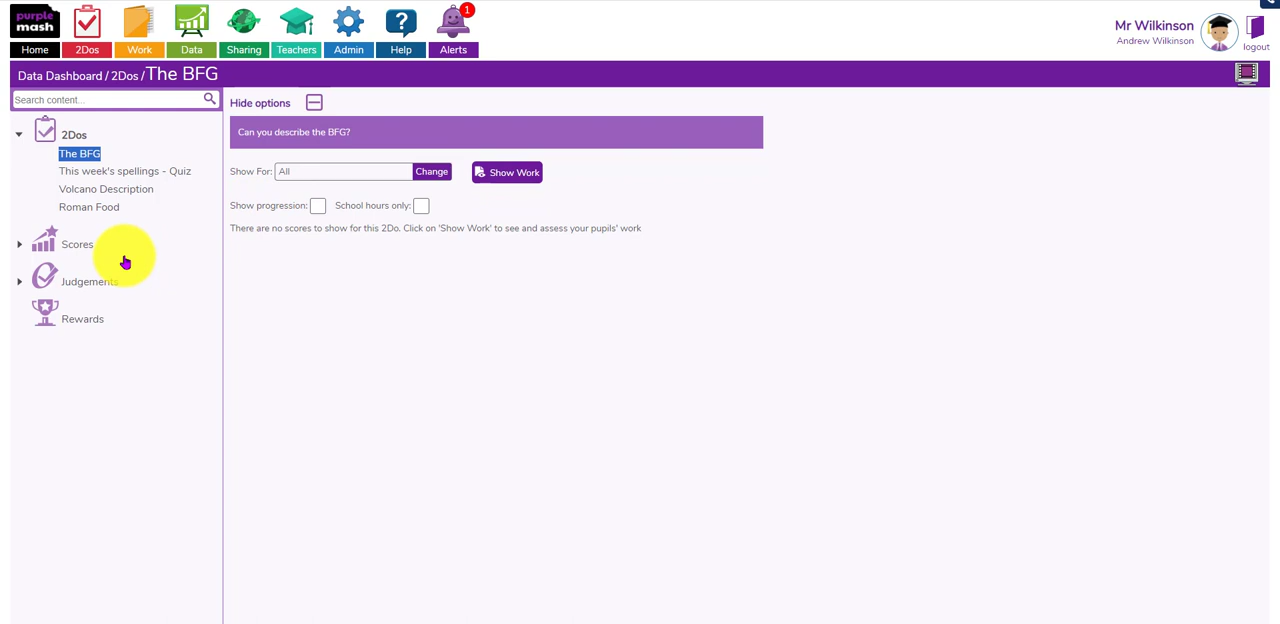 purple
mash
Home
2Dos
Work
Data
Sharing
Teachers
Admin
Help
Alerts
1
Mr Wilkinson
Andrew Wilkinson
logout
Data Dashboard / 2Dos / The BFG
Search content...
2Dos
The BFG
This week's spellings - Quiz
Volcano Description
Roman Food
Scores
Judgements
Rewards
Hide options
Can you describe the BFG?
Show For: All Change Show Work
Show progression: School hours only:
There are no scores to show for this 2Do. Click on 'Show Work' to see and assess your pupils' work